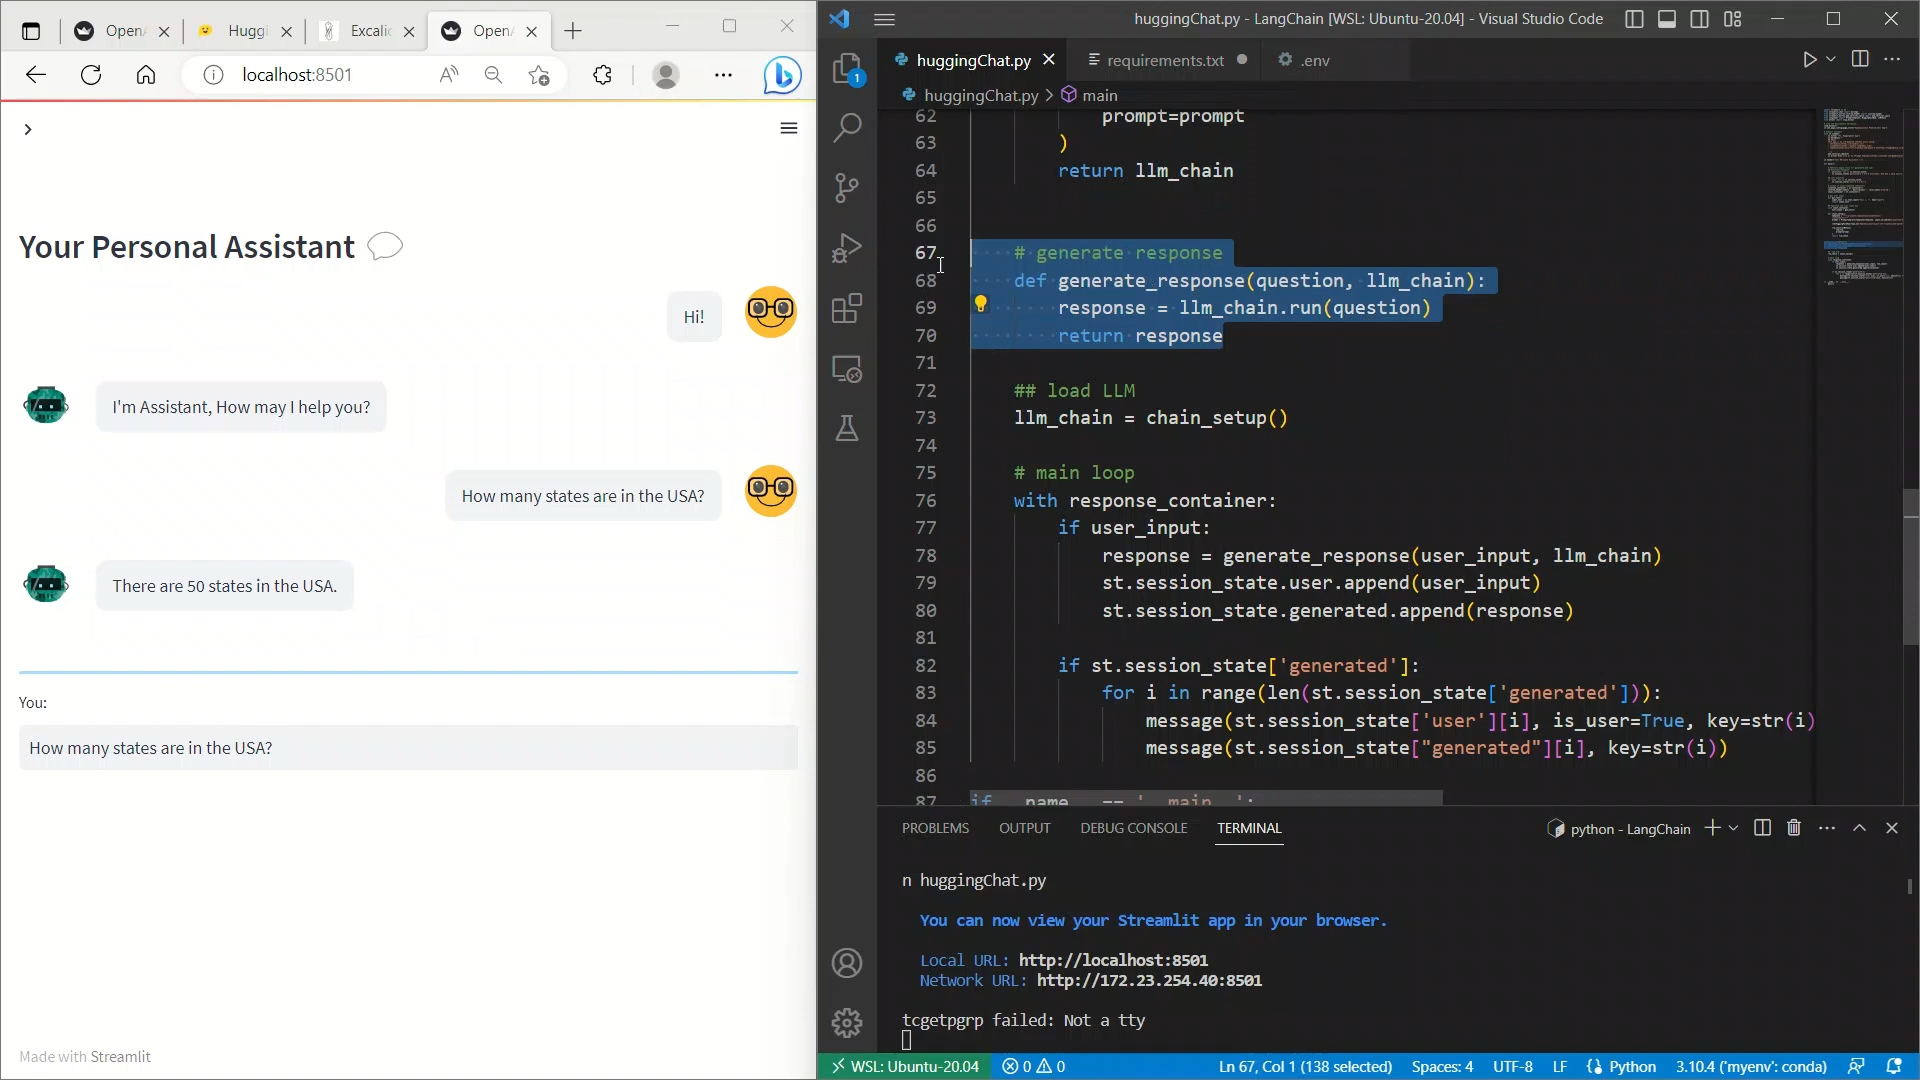 Open
Huggi
Excali
Open
localhost:8501
Your Personal Assistant
Hi!
I'm Assistant, How may I help you?
How many states are in the USA?
There are 50 states in the USA.
You:
How many states are in the USA?
Made with Streamlit
huggingChat.py - LangChain [WSL: Ubuntu-20.04] - Visual Studio Code
1
huggingChat.py
requirements.txt
.env
huggingChat.py > main
62 prompt=prompt
63 )
64 return llm_chain
65
66
67 # generate response
68 def generate_response(question, llm_chain):
69 response = llm_chain.run(question)
70 return response
71
72 ## load LLM
73 llm_chain = chain_setup()
74
75 # main loop
76 with response_container:
77 if user_input:
78 response = generate_response(user_input, llm_chain)
79 st.session_state.user.append(user_input)
80 st.session_state.generated.append(response)
81
82 if st.session_state['generated']:
83 for i in range(len(st.session_state['generated'])):
84 message(st.session_state['user'][i], is_user=True, key=str(i)
85 message(st.session_state["generated"][i], key=str(i))
86
87 if __name__ == '__main__':
PROBLEMS
OUTPUT
DEBUG CONSOLE
TERMINAL
python - LangChain
n huggingChat.py
You can now view your Streamlit app in your browser.
Local URL: http://localhost:8501
Network URL: http://172.23.254.40:8501
tcgetpgrp failed: Not a tty
WSL: Ubuntu-20.04
0
0
Ln 67, Col 1 (138 selected)
Spaces: 4
UTF-8
LF
Python
3.10.4 ('myenv': conda)